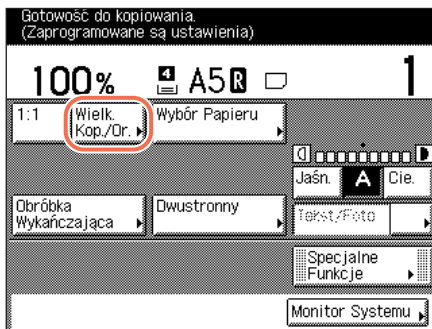 Gotowość do kopiowania.
(Zaprogramowane są ustawienia)
100% 4 A5R 1
1:1 Wielk. Kop./Or. Wybór Papieru
Jaśn. A Cie.
Obróbka Wykańczająca Dwustronny Tekst/Foto
Specjalne Funkcje
Monitor Systemu